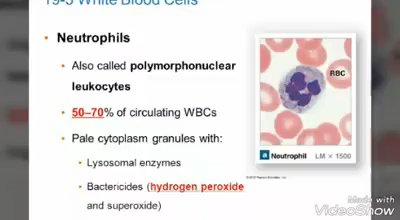 19-3 White Blood Cells
• Neutrophils
• Also called polymorphonuclear
leukocytes
• 50–70% of circulating WBCs
• Pale cytoplasm granules with:
• Lysosomal enzymes
• Bactericides (hydrogen peroxide
and superoxide)
RBC
a Neutrophil LM × 1500
Made with
VideoShow